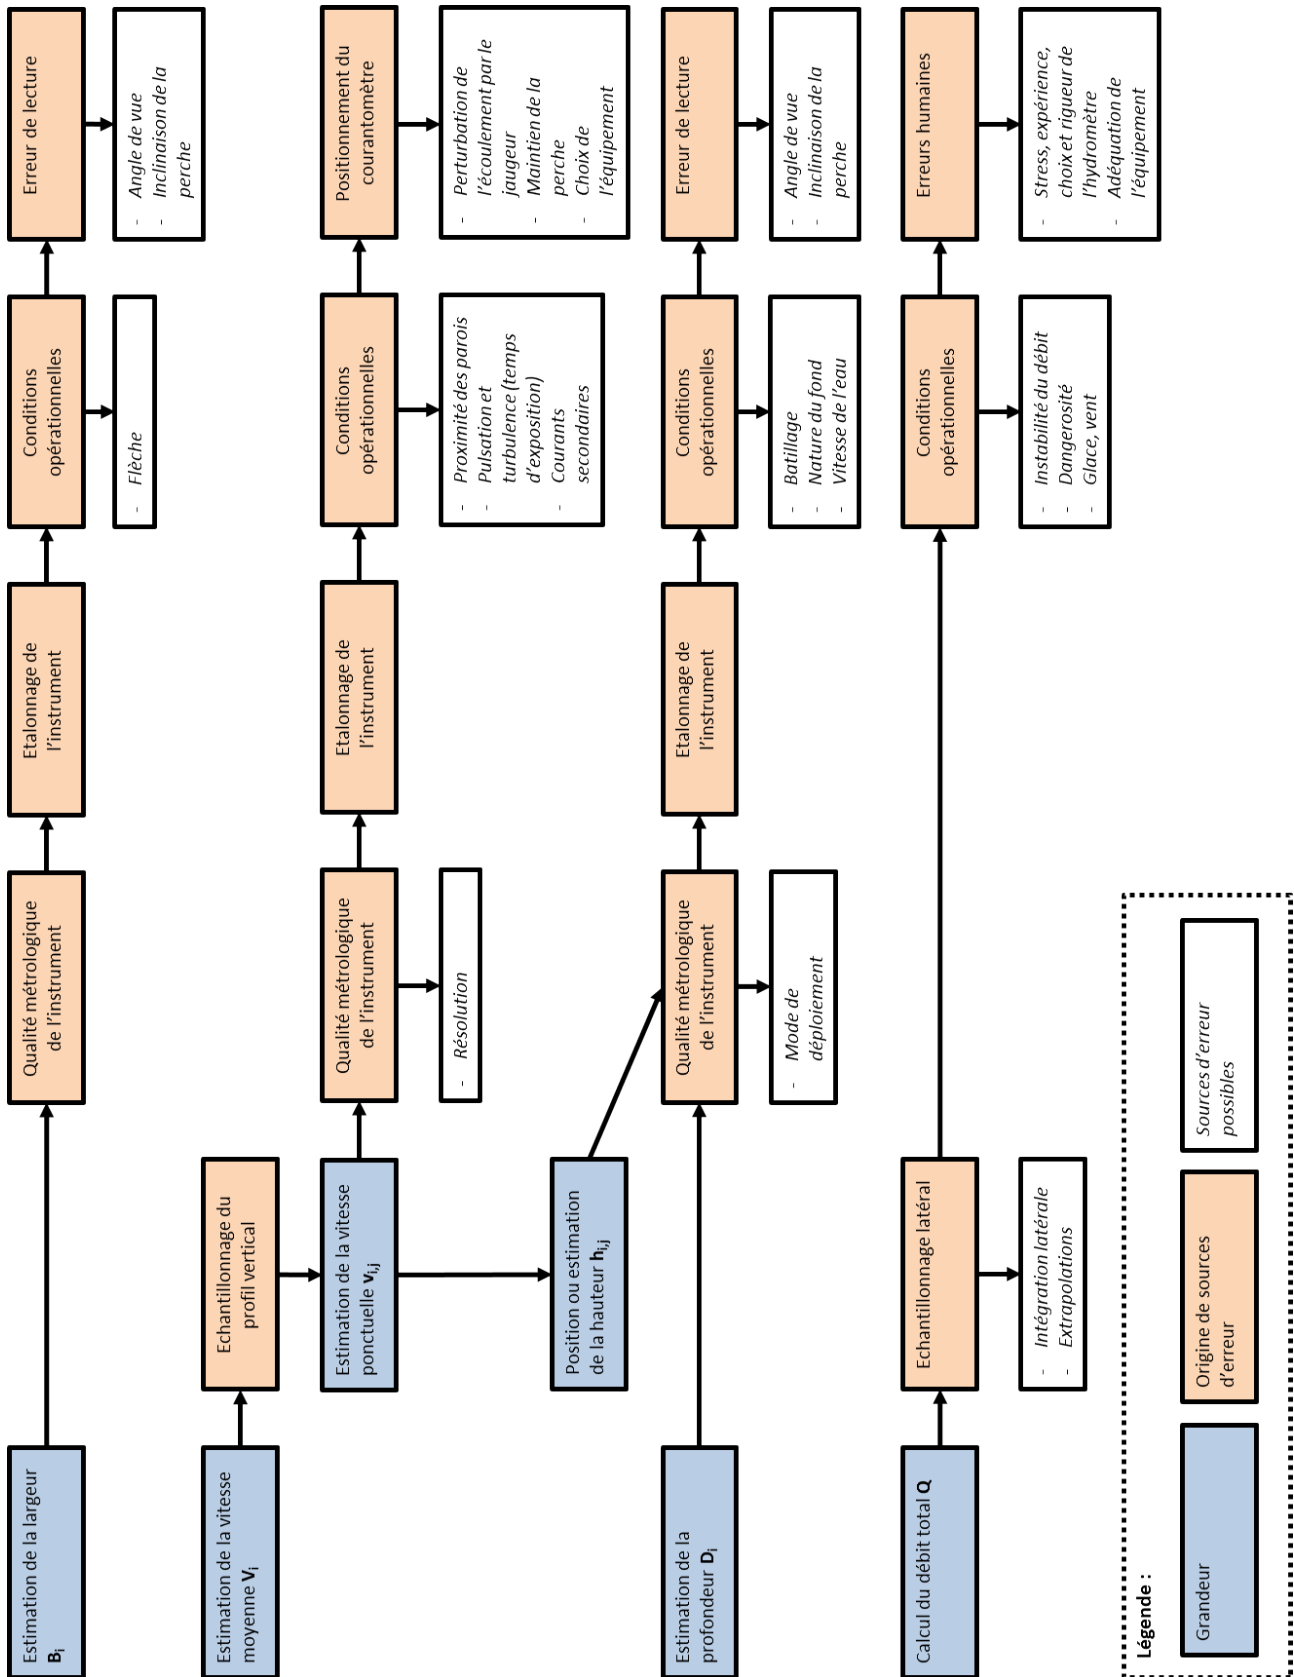 Estimation de la largeur
Bi
Qualité métrologique
de l'instrument
Etalonnage de
l'instrument
Conditions
opérationnelles
Erreur de lecture
- Flèche
- Angle de vue
- Inclinaison de la
perche
Estimation de la vitesse
moyenne Vi
Echantillonnage du
profil vertical
Estimation de la vitesse
ponctuelle vi,j
Qualité métrologique
de l'instrument
Etalonnage de
l'instrument
Conditions
opérationnelles
Positionnement du
courantomètre
- Résolution
- Proximité des parois
- Pulsation et
turbulence (temps
d'exposition)
- Courants
secondaires
- Perturbation de
l'écoulement par le
jaugeur
- Maintien de la
perche
- Choix de
l'équipement
Position ou estimation
de la hauteur hi,j
Estimation de la
profondeur Di
Qualité métrologique
de l'instrument
Etalonnage de
l'instrument
Conditions
opérationnelles
Erreur de lecture
- Mode de
déploiement
- Batillage
- Nature du fond
- Vitesse de l'eau
- Angle de vue
- Inclinaison de la
perche
Calcul du débit total Q
Echantillonnage latéral
Conditions
opérationnelles
Erreurs humaines
- Intégration latérale
- Extrapolations
- Instabilité du débit
- Dangerosité
- Glace, vent
- Stress, expérience,
choix et rigueur de
l'hydromètre
- Adéquation de
l'équipement
Légende :
Grandeur
Origine de sources
d'erreur
Sources d'erreur
possibles